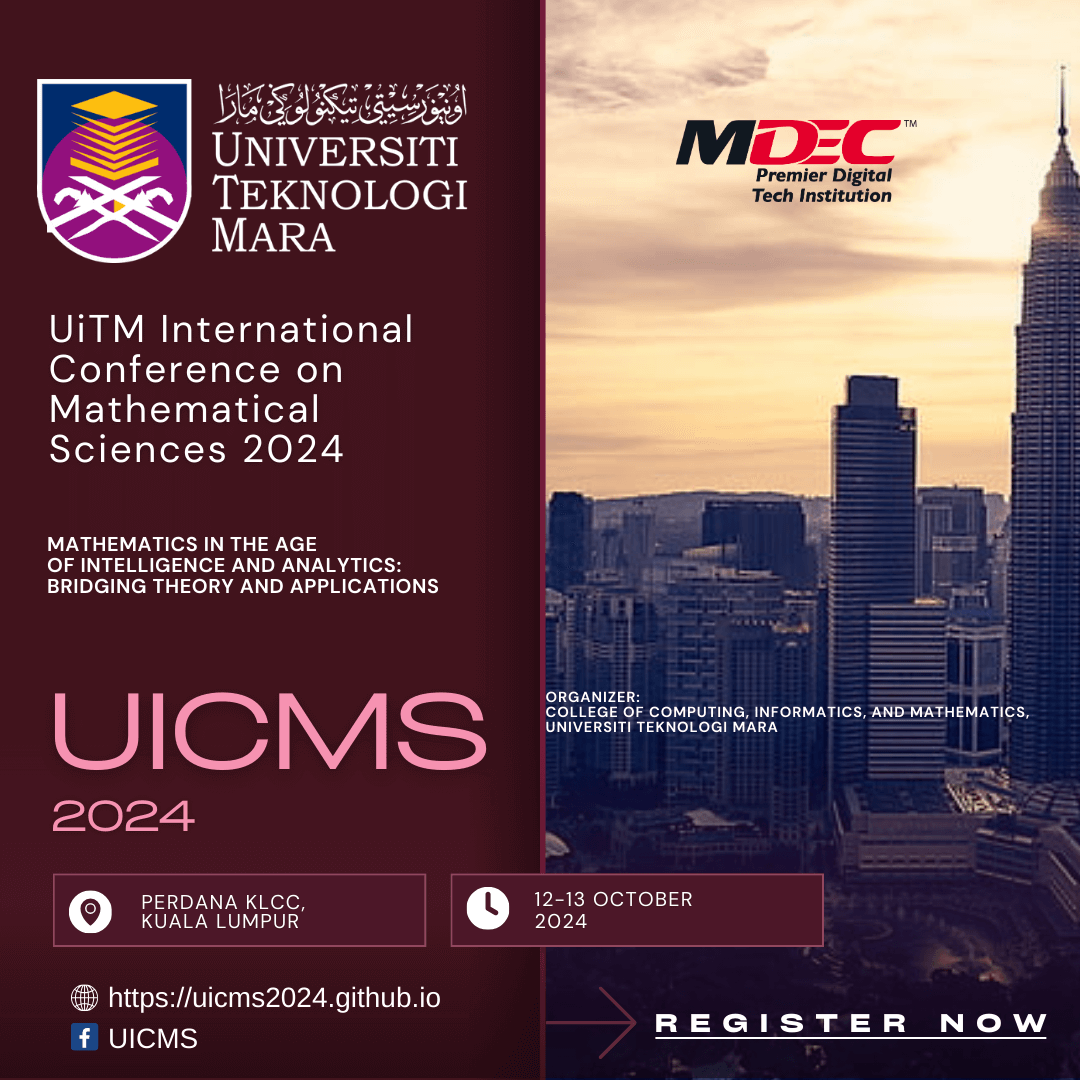 اونيۏرسيتي تيكنولوݢي مارا
UNIVERSITI
TEKNOLOGI
MARA
MDEC™
Premier Digital
Tech Institution
UiTM International
Conference on
Mathematical
Sciences 2024
MATHEMATICS IN THE AGE
OF INTELLIGENCE AND ANALYTICS:
BRIDGING THEORY AND APPLICATIONS
UICMS
2024
ORGANIZER:
COLLEGE OF COMPUTING, INFORMATICS, AND MATHEMATICS,
UNIVERSITI TEKNOLOGI MARA
PERDANA KLCC,
KUALA LUMPUR
12-13 OCTOBER
2024
https://uicms2024.github.io
UICMS
REGISTER NOW